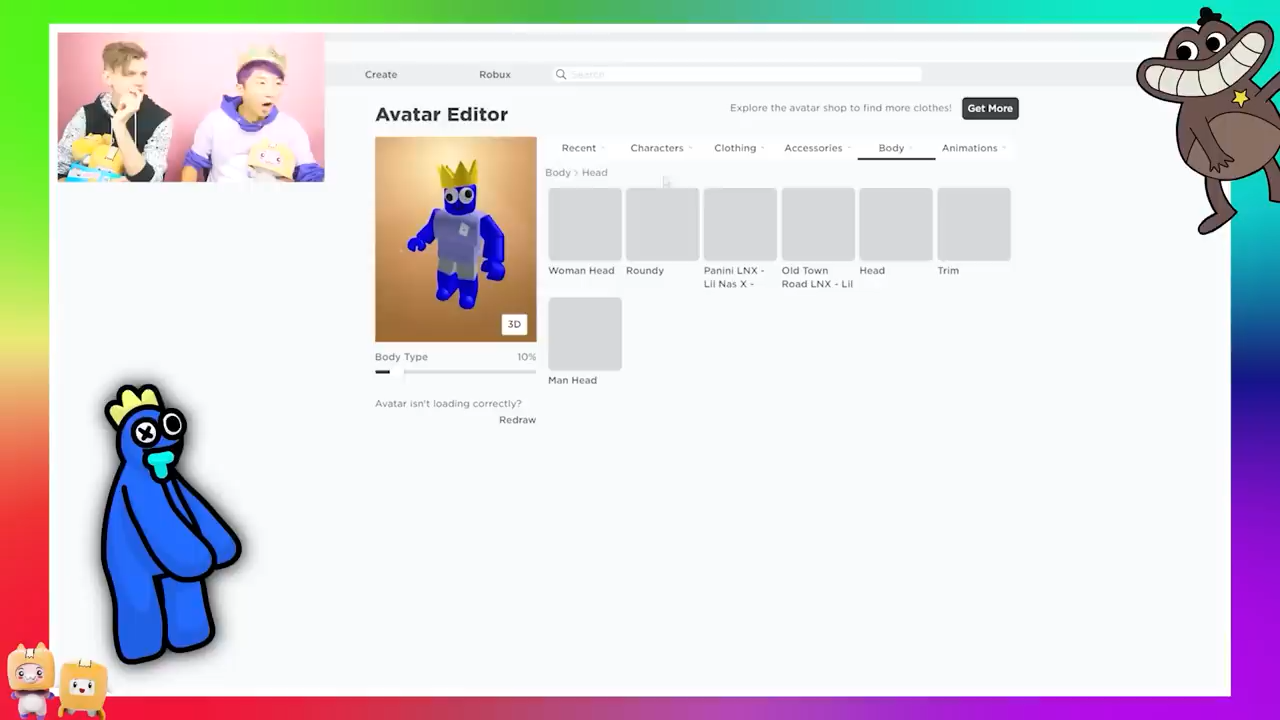 Create
Robux
Search
Avatar Editor
Explore the avatar shop to find more clothes!
Get More
Recent
Characters
Clothing
Accessories
Body
Animations
Body > Head
Woman Head
Roundy
Panini LNX -
Lil Nas X -
Old Town
Road LNX - Lil
Head
Trim
3D
Man Head
Body Type
10%
Avatar isn't loading correctly?
Redraw